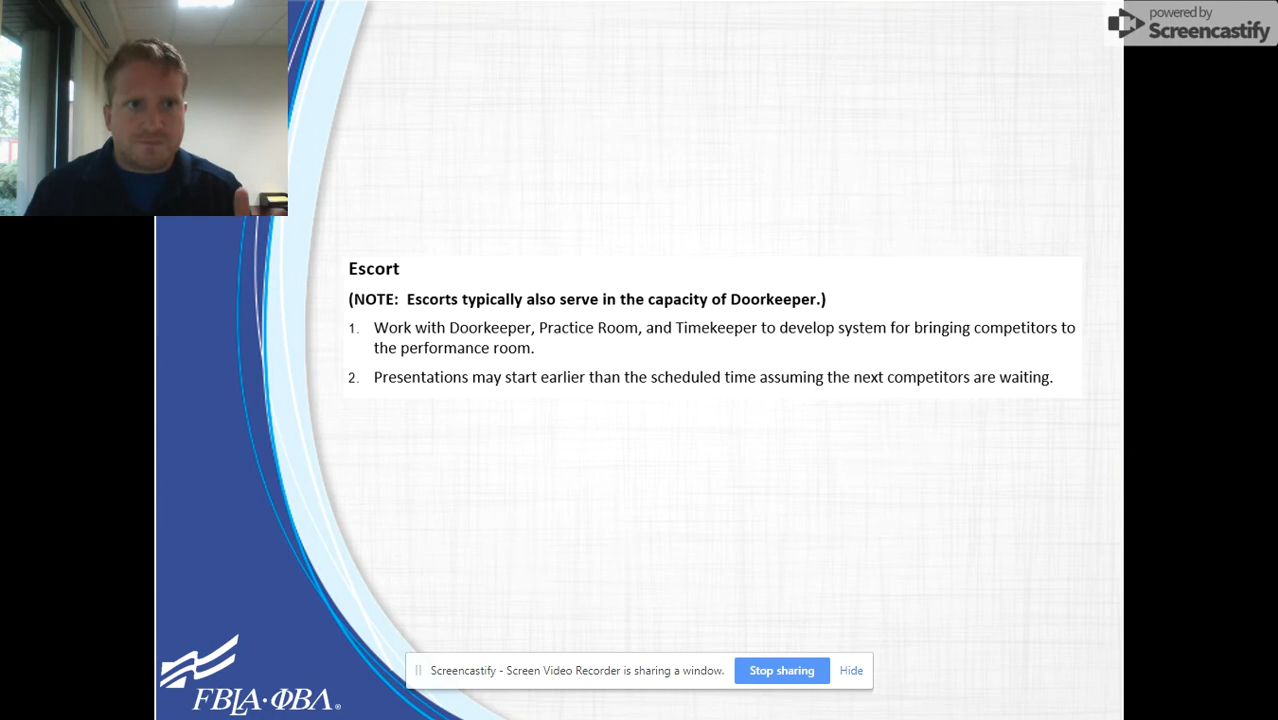 powered by
Screencastify
Escort
(NOTE:  Escorts typically also serve in the capacity of Doorkeeper.)
1. Work with Doorkeeper, Practice Room, and Timekeeper to develop system for bringing competitors to
the performance room.
2. Presentations may start earlier than the scheduled time assuming the next competitors are waiting.
Screencastify - Screen Video Recorder is sharing a window. Stop sharing Hide
FBLA·ΦΒΛ®